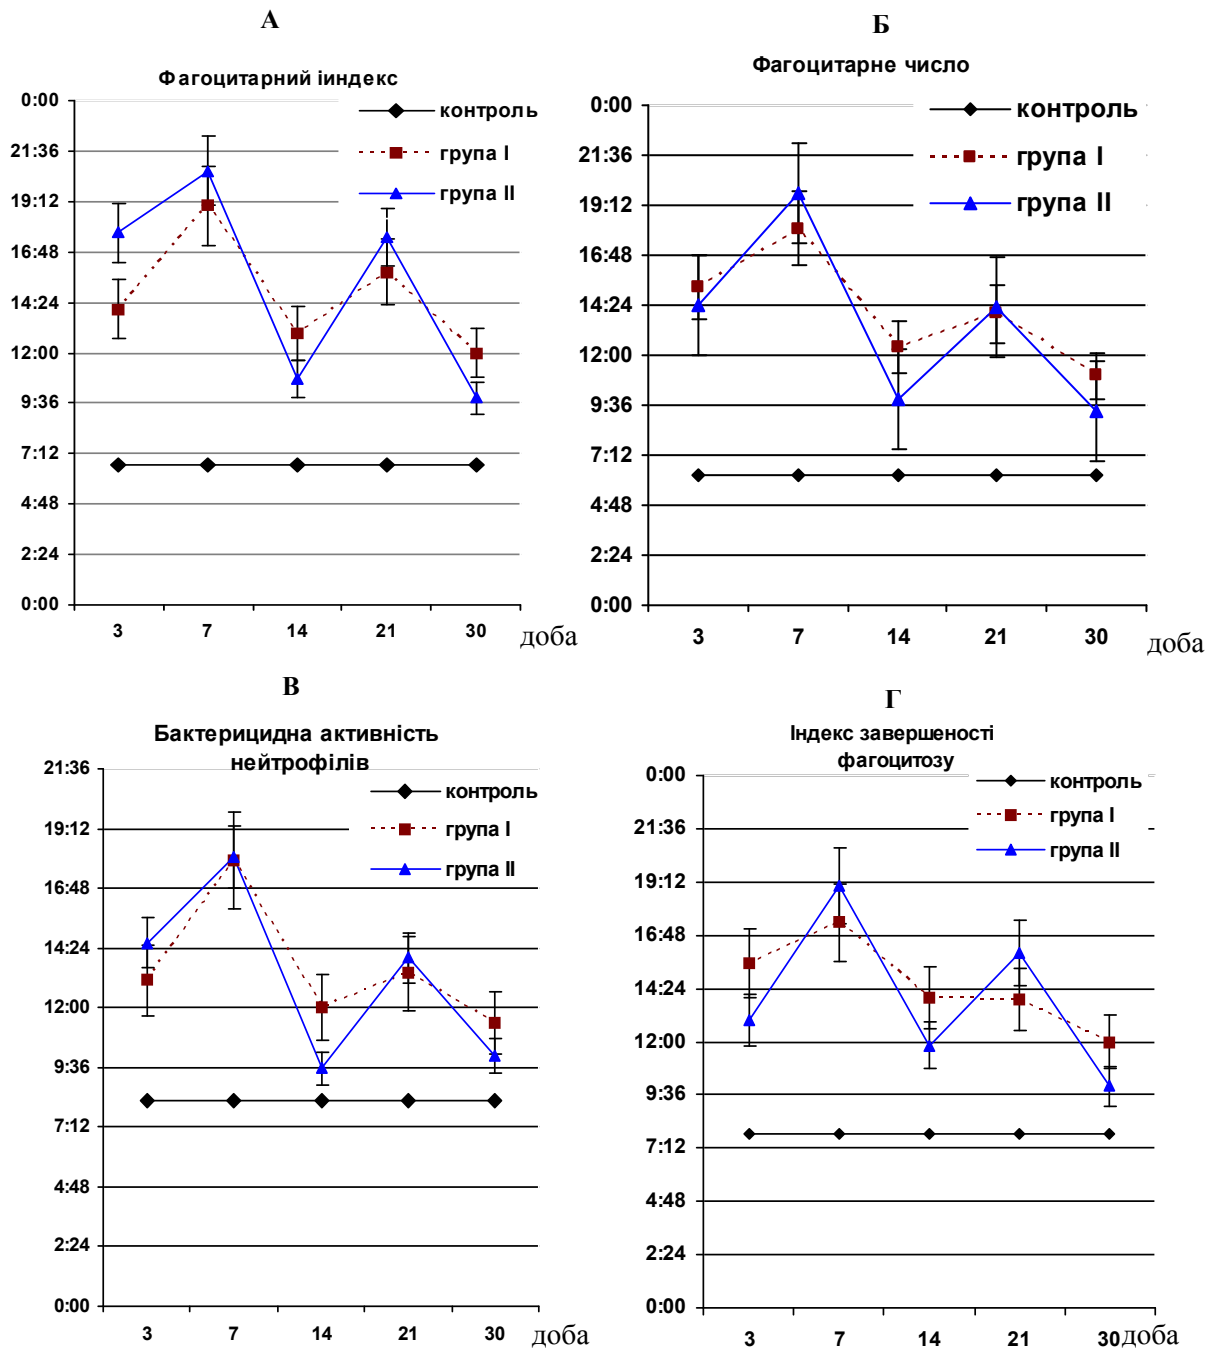 А
Фагоцитарний іиндекс
0:00
21:36
19:12
16:48
14:24
12:00
9:36
7:12
4:48
2:24
0:00
контроль
група I
група II
3 7 14 21 30 доба
Б
Фагоцитарне число
0:00
21:36
19:12
16:48
14:24
12:00
9:36
7:12
4:48
2:24
0:00
контроль
група I
група II
3 7 14 21 30 доба
В
Бактерицидна активність
нейтрофілів
21:36
19:12
16:48
14:24
12:00
9:36
7:12
4:48
2:24
0:00
контроль
група I
група II
3 7 14 21 30 доба
Г
Індекс завершеності
фагоцитозу
0:00
21:36
19:12
16:48
14:24
12:00
9:36
7:12
4:48
2:24
0:00
контроль
група I
група II
3 7 14 21 30 доба